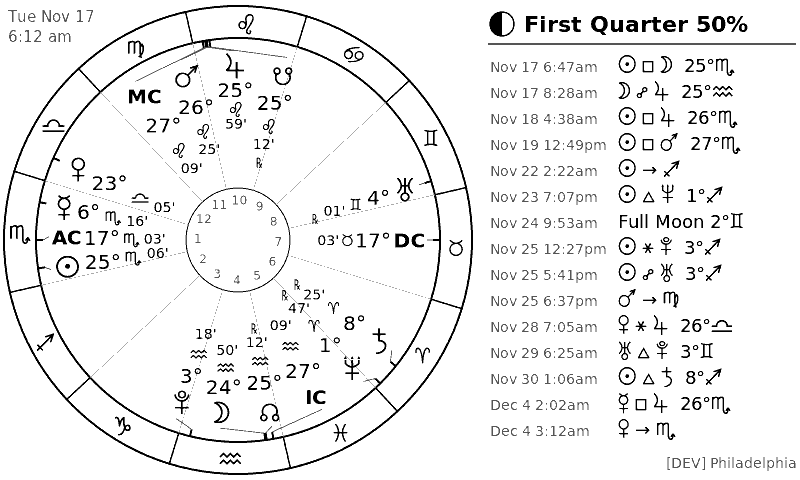 Tue Nov 17
6:12 am
First Quarter 50%
Nov 17 6:47am ☉□☽ 25°♏
Nov 17 8:28am ☽☍♃ 25°♒
Nov 18 4:38am ☉□♃ 26°♏
Nov 19 12:49pm ☉□♂ 27°♏
Nov 22 2:22am ☉→♐
Nov 23 7:07pm ☉△♆ 1°♐
Nov 24 9:53am Full Moon 2°♊
Nov 25 12:27pm ☉⚹⯓ 3°♐
Nov 25 5:41pm ☉☍♅ 3°♐
Nov 25 6:37pm ♂→♍
Nov 28 7:05am ♀⚹♃ 26°♎
Nov 29 6:25am ♅△⯓ 3°♊
Nov 30 1:06am ☉△♄ 8°♐
Dec 4 2:02am ☿□♃ 26°♏
Dec 4 3:12am ♀→♏
[DEV] Philadelphia
♌
♍
♋
♎
♊
♏
♉
♐
♈
♑
♓
♒
MC
♂ 26° ♌ 25'
27° ♌ 09'
♃ 25° ♌ 59'
☋ 25° ♌ 12' ℞
♀ 23° ♎ 05'
☿ 6° ♏ 16'
AC 17° ♏ 03'
☉ 25° ♏ 06'
℞ 01' ♊ 4° ♅
03' ♉ 17° DC
18' ♒ 3° ⯓
50' ♒ 24° ☽
℞ 12' ♒ 25° ☊
09' ♒ 27° IC
℞ 47' ♈ 1° ♆
℞ 25' ♈ 8° ♄
11 10 9
12 8
1 7
2 6
3 4 5